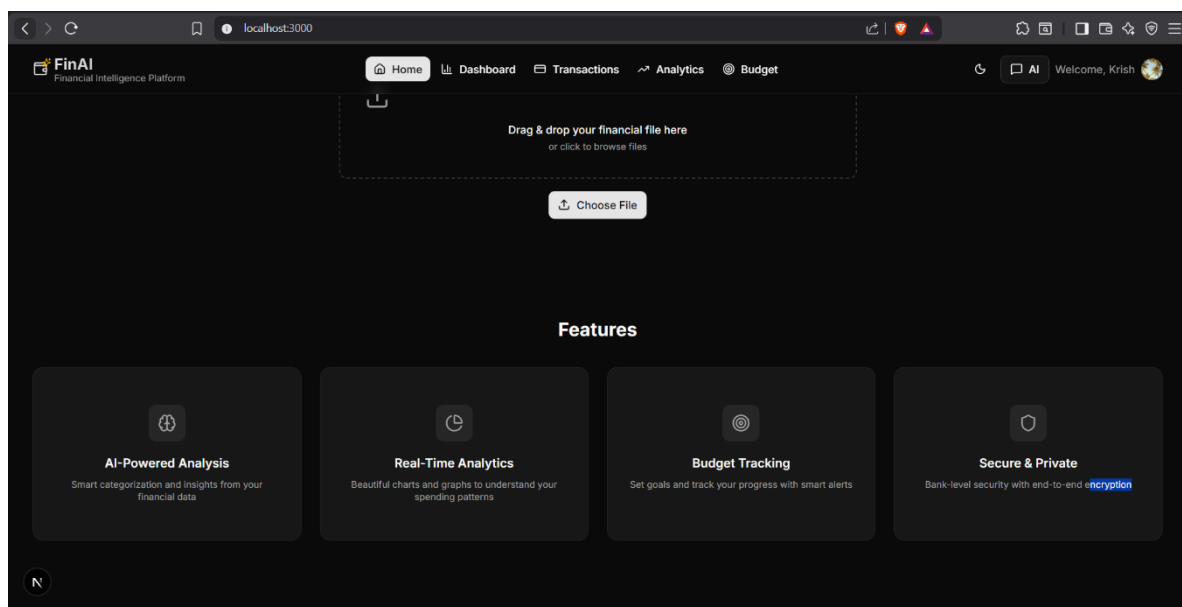 localhost:3000
FinAI
Financial Intelligence Platform
Home
Dashboard
Transactions
Analytics
Budget
AI
Welcome, Krish
Drag & drop your financial file here
or click to browse files
Choose File
Features
AI-Powered Analysis
Smart categorization and insights from your
financial data
Real-Time Analytics
Beautiful charts and graphs to understand your
spending patterns
Budget Tracking
Set goals and track your progress with smart alerts
Secure & Private
Bank-level security with end-to-end encryption
N